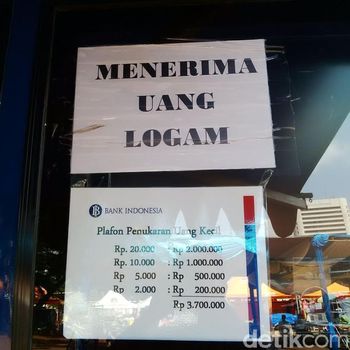 MENERIMA
UANG
LOGAM
BANK INDONESIA
Plafon Penukaran Uang Kecil
Rp. 20.000 : Rp 2.000.000
Rp. 10.000 : Rp 1.000.000
Rp 5.000 : Rp 500.000
Rp 2.000 : Rp 200.000
Rp 3.700.000
detikcom